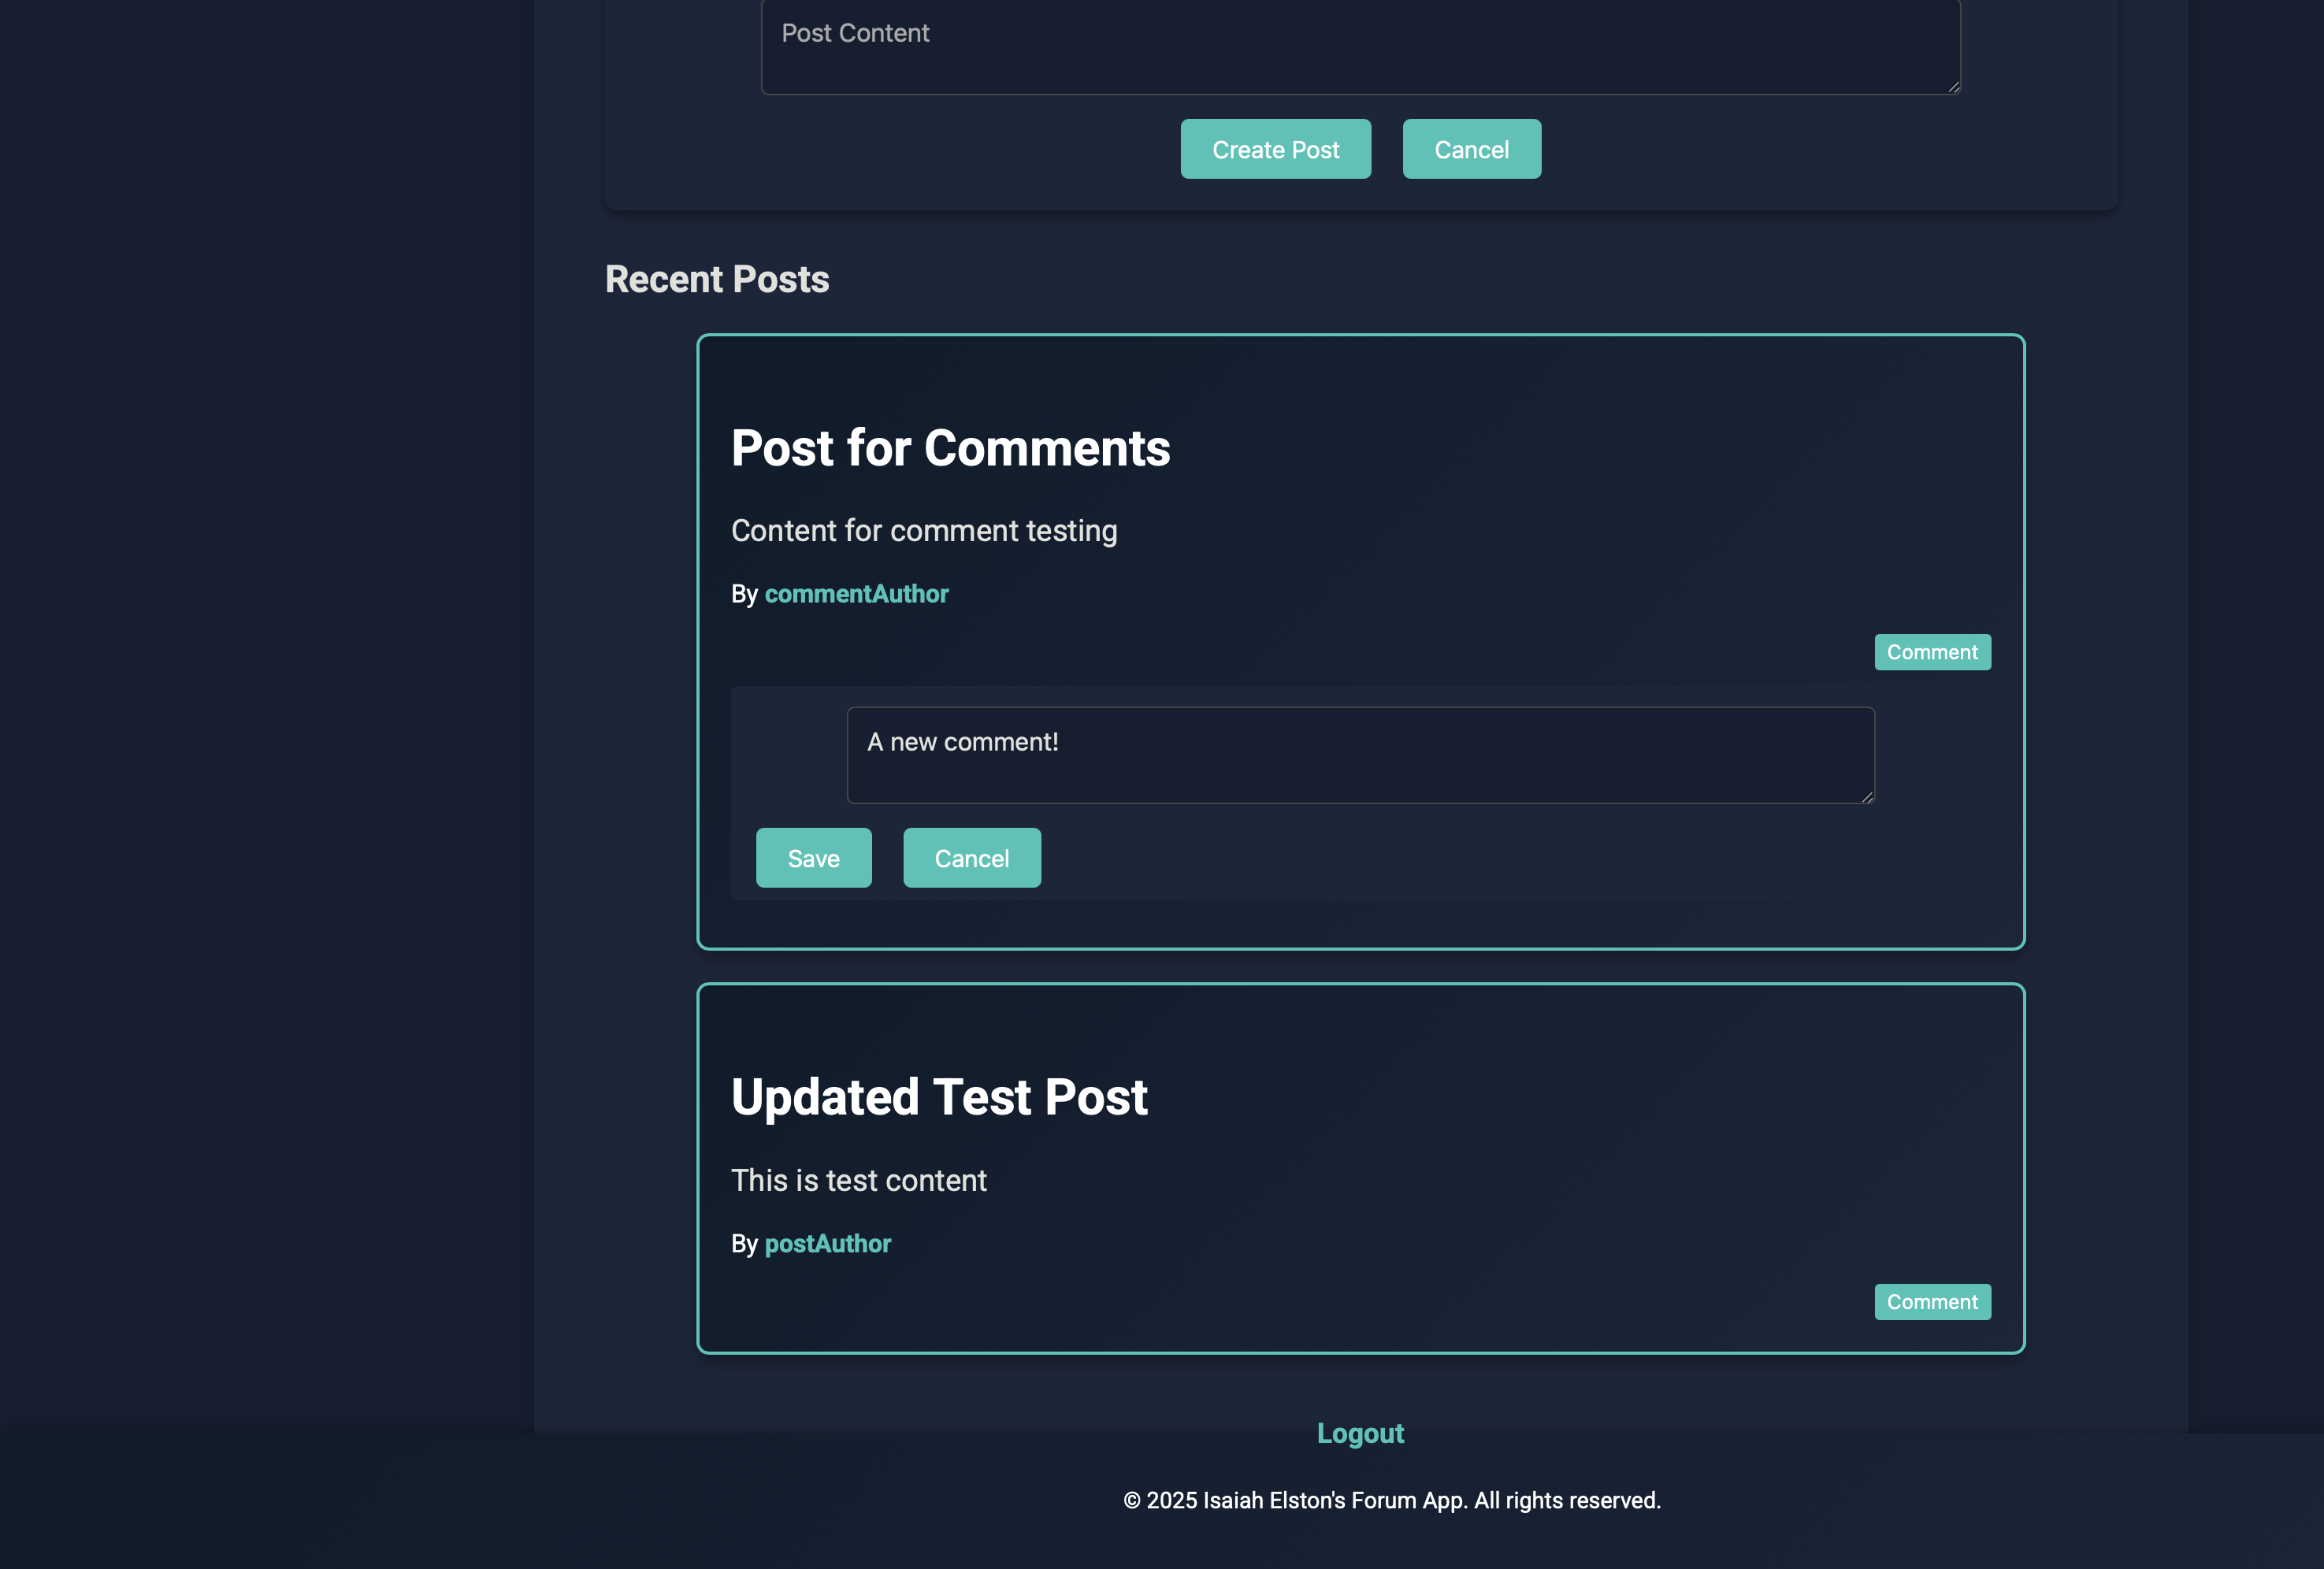 Post Content
Create Post Cancel
Recent Posts
Post for Comments
Content for comment testing
By commentAuthor
Comment
A new comment!
Save Cancel
Updated Test Post
This is test content
By postAuthor
Comment
Logout
© 2025 Isaiah Elston's Forum App. All rights reserved.